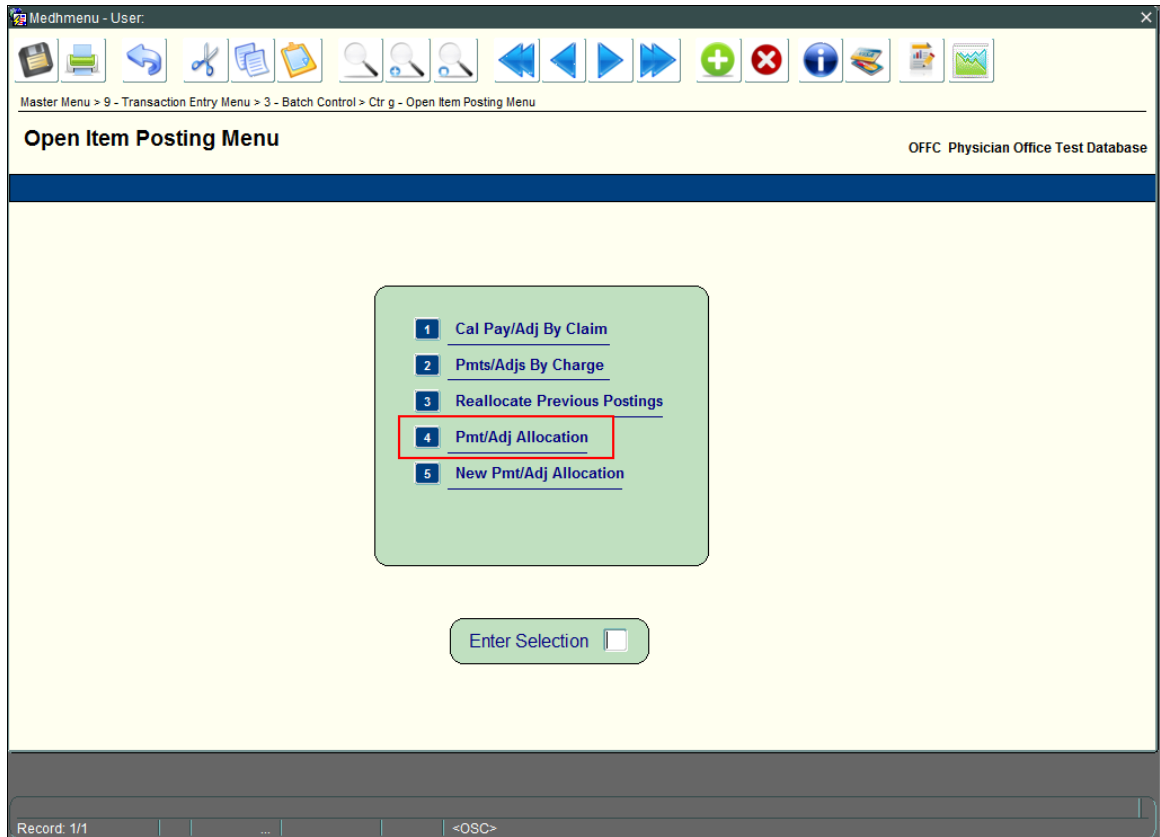 Medhmenu - User:
Master Menu > 9 - Transaction Entry Menu > 3 - Batch Control > Ctr g - Open Item Posting Menu
Open Item Posting Menu
OFFC Physician Office Test Database
1 Cal Pay/Adj By Claim
2 Pmts/Adjs By Charge
3 Reallocate Previous Postings
4 Pmt/Adj Allocation
5 New Pmt/Adj Allocation
Enter Selection
Record: 1/1 ... <OSC>